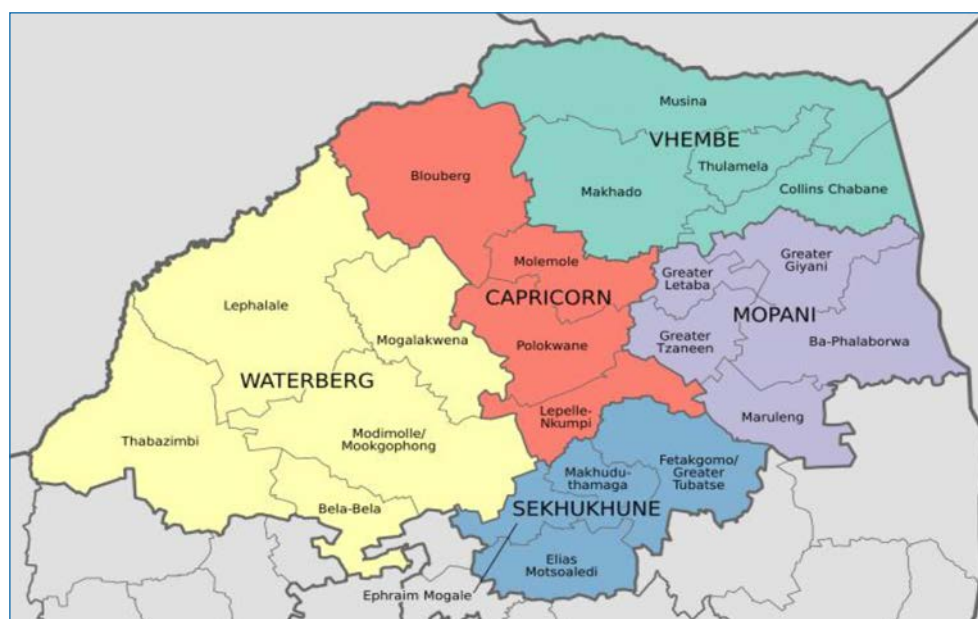 Musina
VHEMBE
Thulamela
Makhado
Collins Chabane
Blouberg
Molemole
CAPRICORN
Polokwane
Lepelle-
Nkumpi
Greater
Letaba
Greater
Giyani
MOPANI
Greater
Tzaneen
Ba-Phalaborwa
Maruleng
Lephalale
Mogalakwena
WATERBERG
Thabazimbi
Modimolle/
Mookgophong
Bela-Bela
Fetakgomo/
Greater
Tubatse
Makhudu-
thamaga
SEKHUKHUNE
Elias
Motsoaledi
Ephraim Mogale